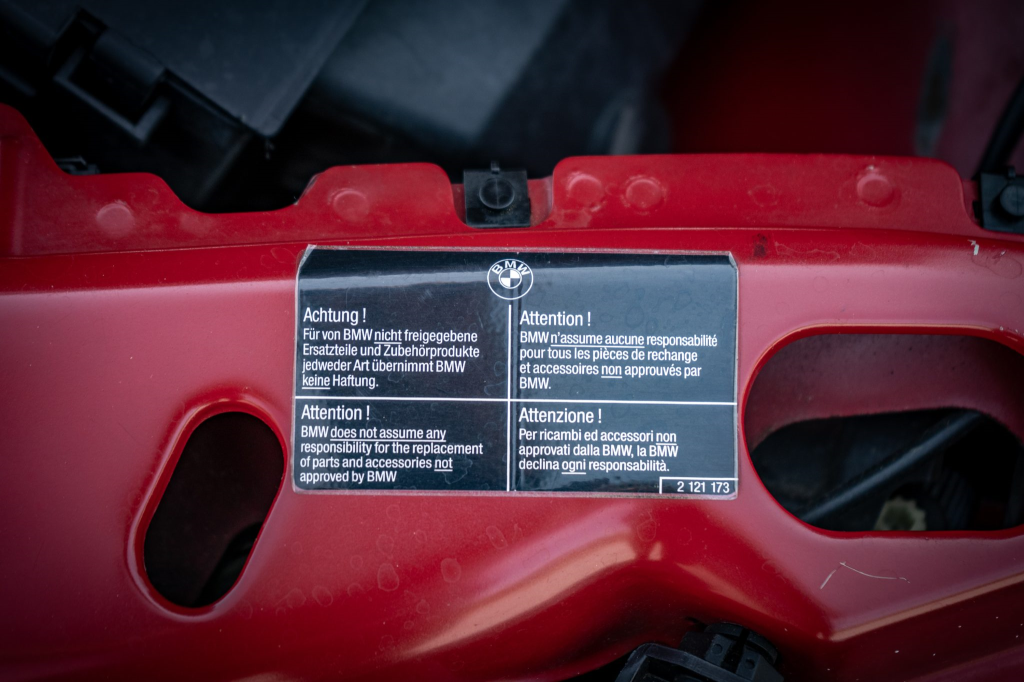 BMW
Achtung !
Für von BMW nicht freigegebene
Ersatzteile und Zubehörprodukte
jedweder Art übernimmt BMW
keine Haftung.
Attention !
BMW n'assume aucune responsabilité
pour tous les pièces de rechange
et accessoires non approuvés par
BMW.
Attention !
BMW does not assume any
responsibility for the replacement
of parts and accessories not
approved by BMW
Attenzione !
Per ricambi ed accessori non
approvati dalla BMW, la BMW
declina ogni responsabilità.
2 121 173